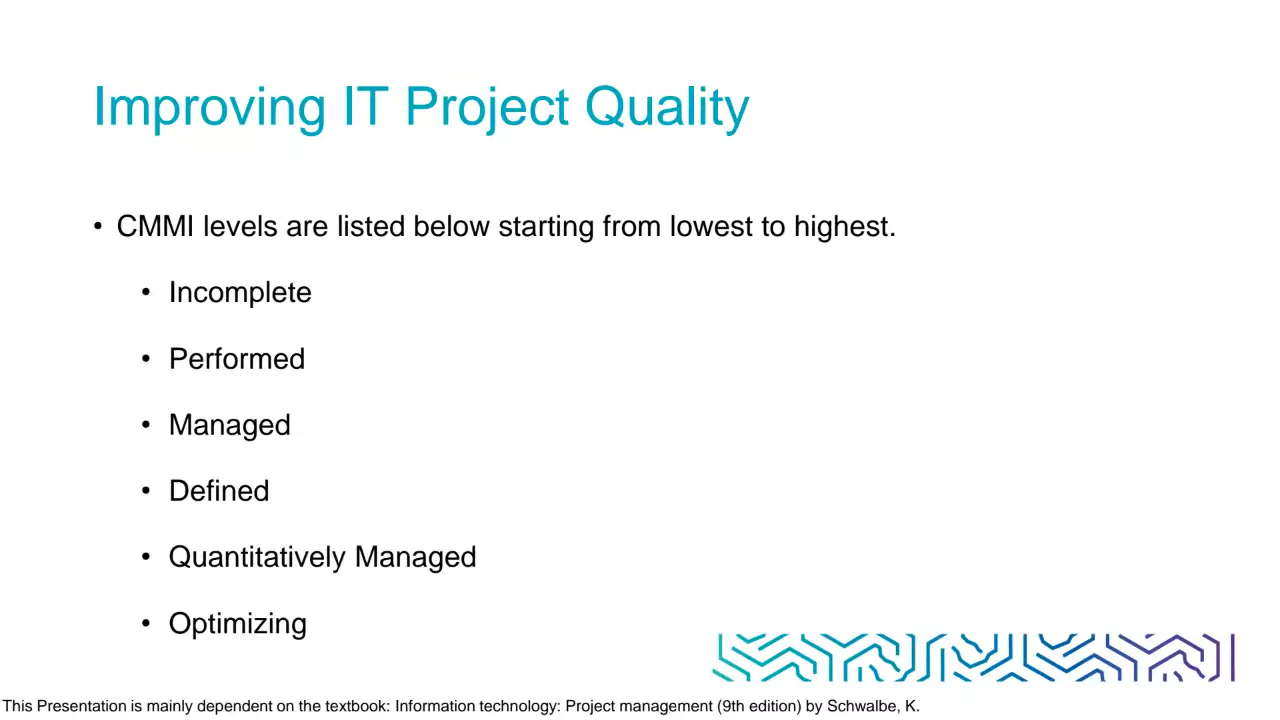 Improving IT Project Quality
• CMMI levels are listed below starting from lowest to highest.
• Incomplete
• Performed
• Managed
• Defined
• Quantitatively Managed
• Optimizing
This Presentation is mainly dependent on the textbook: Information technology: Project management (9th edition) by Schwalbe, K.